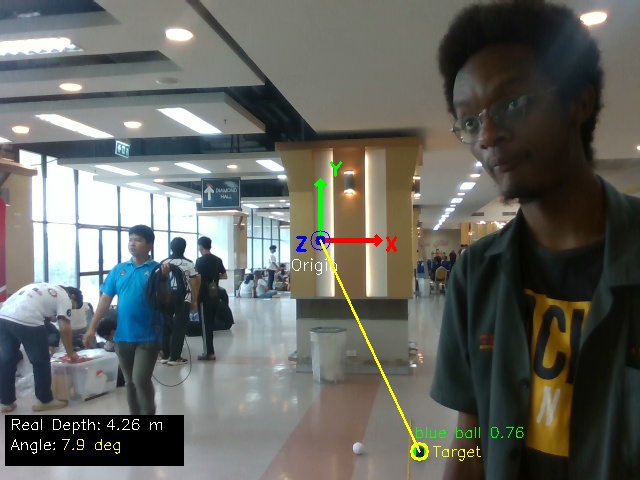 DIAMOND
HALL
Y
Z
X
Origin
blue ball 0.76
Target
Real Depth: 4.26 m
Angle: 7.9 deg